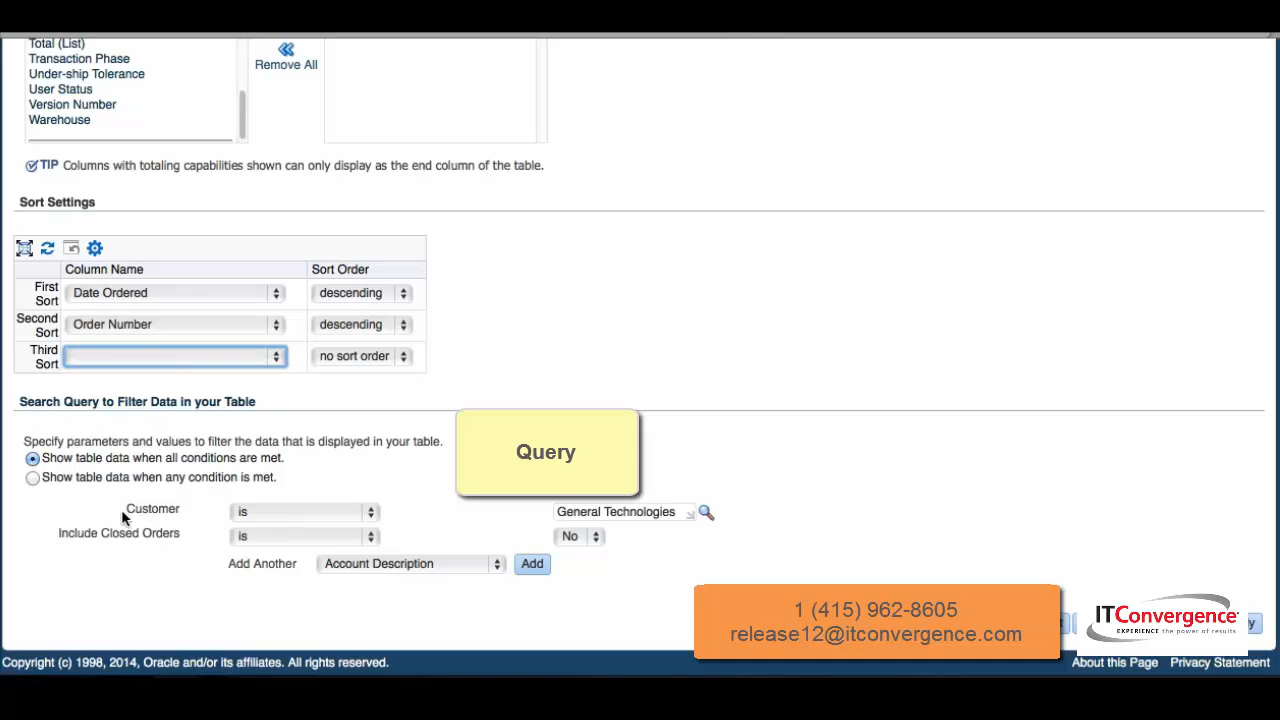 Total (List)
Transaction Phase
Under-ship Tolerance
User Status
Version Number
Warehouse
Remove All
TIP Columns with totaling capabilities shown can only display as the end column of the table.
Sort Settings
Column Name Sort Order
First Sort Date Ordered descending
Second Sort Order Number descending
Third Sort no sort order
Search Query to Filter Data in your Table
Specify parameters and values to filter the data that is displayed in your table.
Show table data when all conditions are met.
Show table data when any condition is met.
Query
Customer is General Technologies
Include Closed Orders is No
Add Another Account Description Add
1 (415) 962-8605
release12@itconvergence.com
ITConvergence
EXPERIENCE the power of results
Copyright (c) 1998, 2014, Oracle and/or its affiliates. All rights reserved.
About this Page Privacy Statement